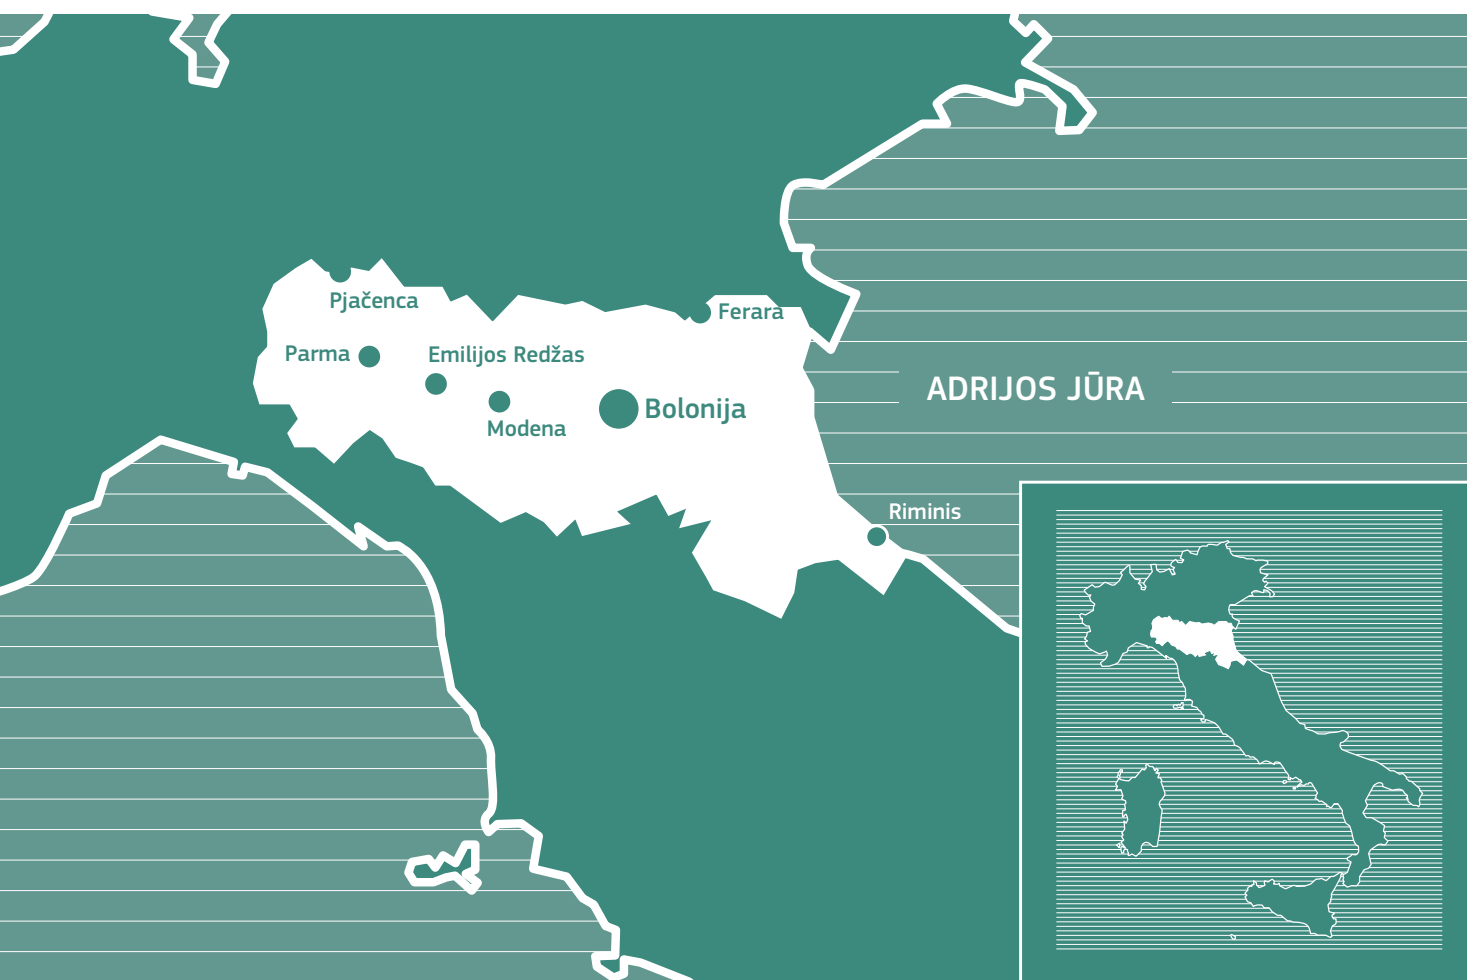 Pjačenca
Ferara
Parma
Emilijos Redžas
Modena
Bolonija
ADRIJOS JŪRA
Riminis